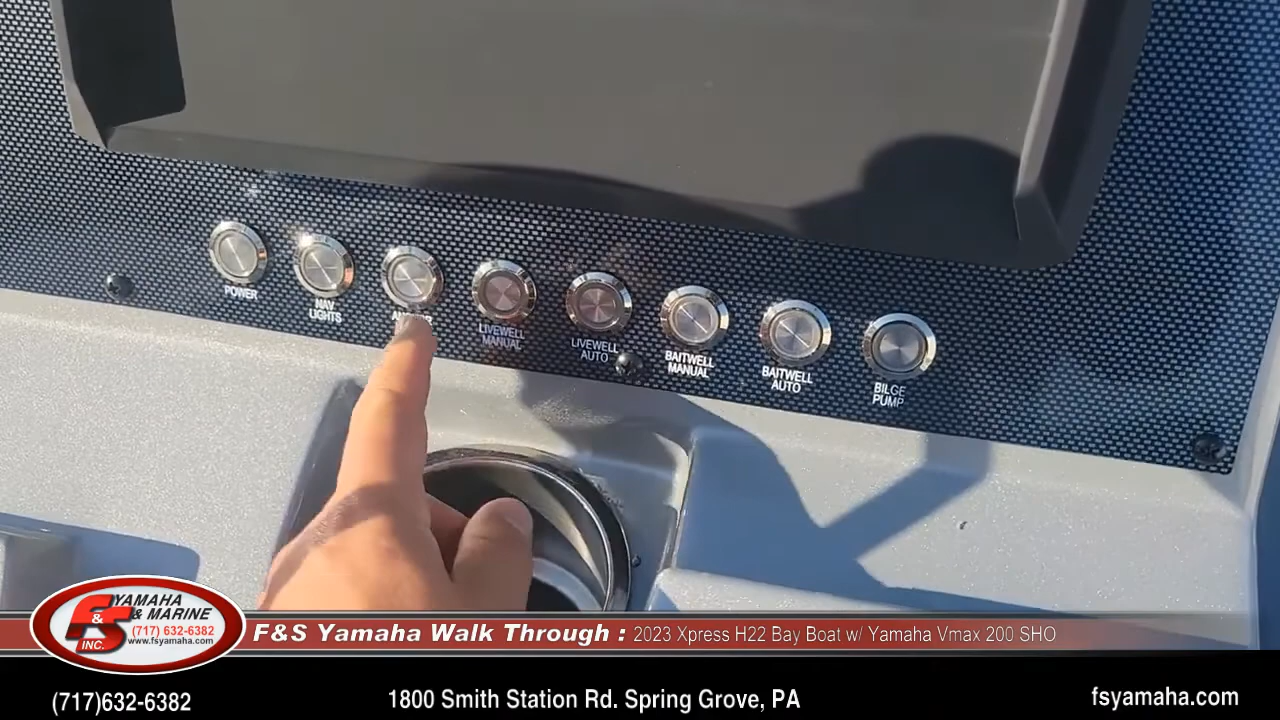 POWER
NAV
LIGHTS
LIVEWELL
MANUAL
LIVEWELL
AUTO
BAITWELL
MANUAL
BAITWELL
AUTO
BILGE
PUMP
F&S
INC.
YAMAHA
& MARINE
(717) 632-6382
www.fsyamaha.com
F&S Yamaha Walk Through : 2023 Xpress H22 Bay Boat w/ Yamaha Vmax 200 SHO
(717)632-6382
1800 Smith Station Rd. Spring Grove, PA
fsyamaha.com